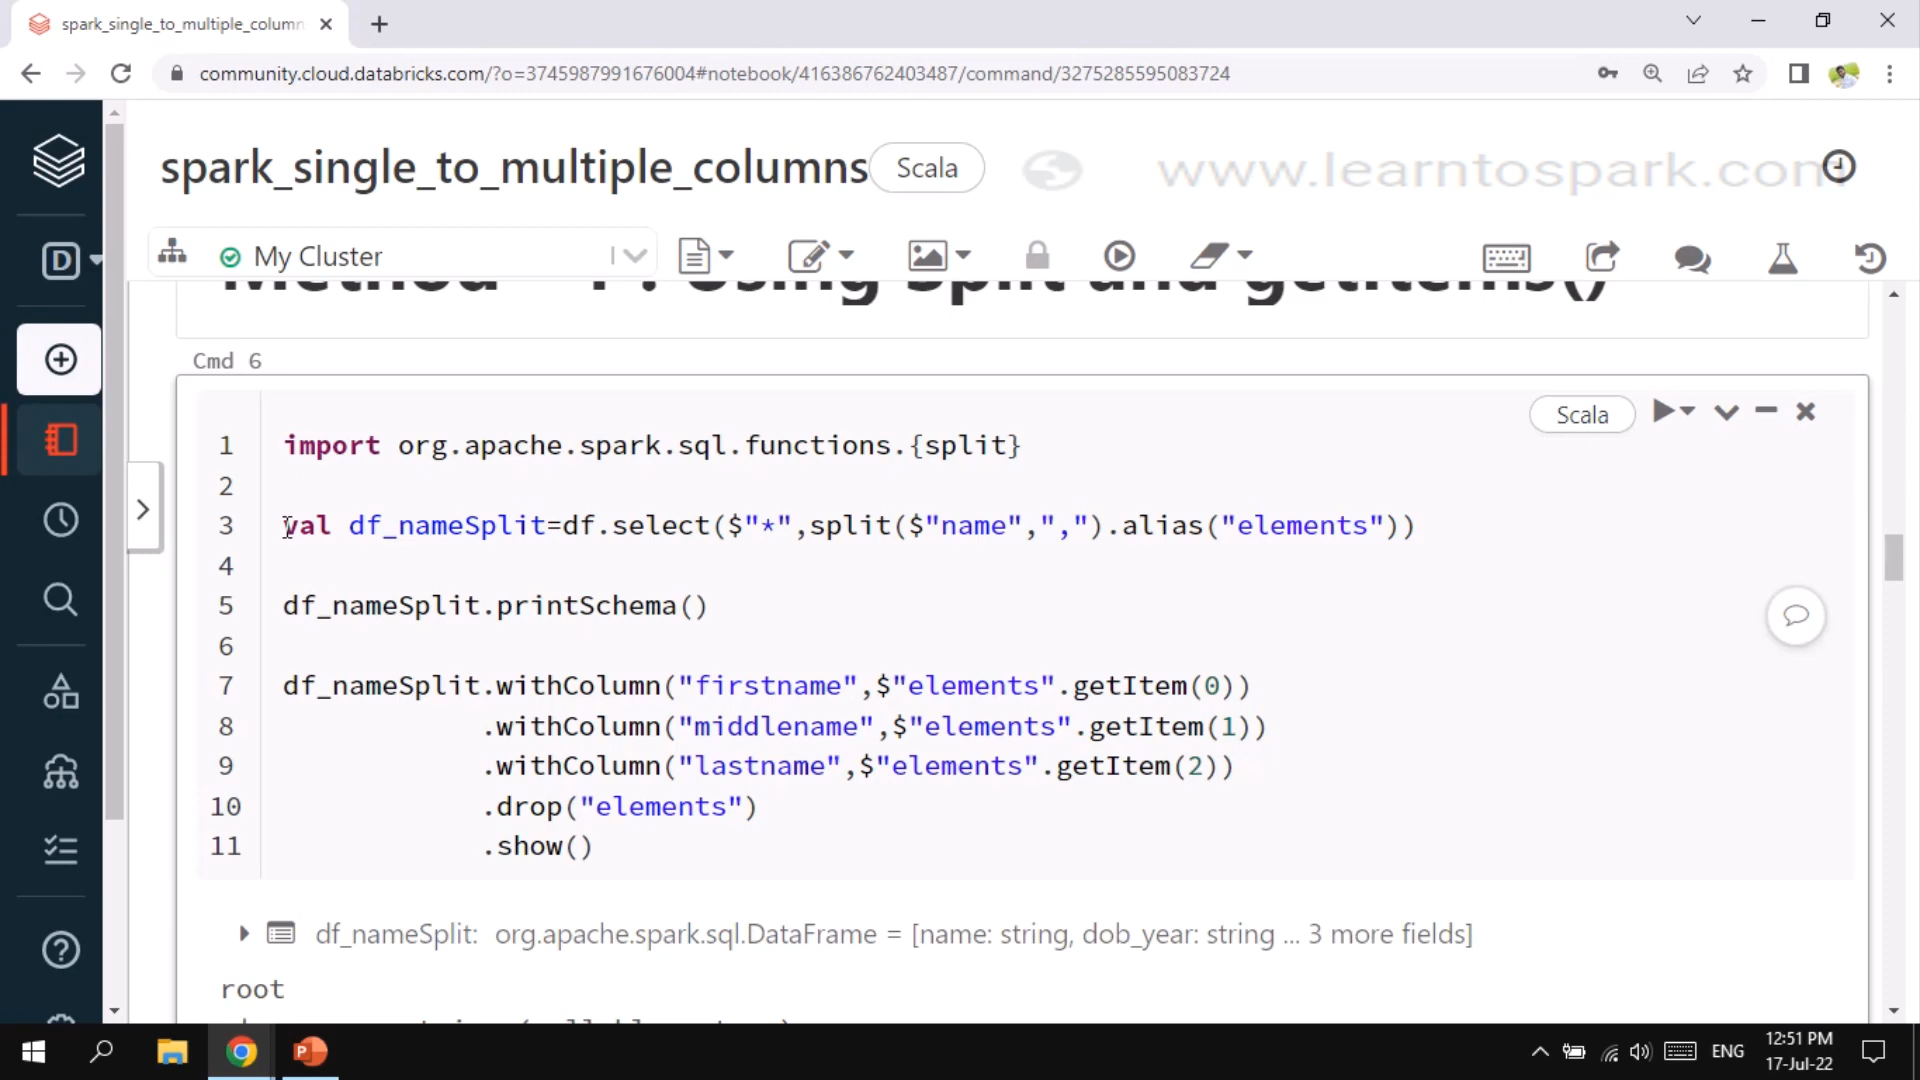 spark_single_to_multiple_column
community.cloud.databricks.com/?o=3745987991676004#notebook/416386762403487/command/3275285595083724
spark_single_to_multiple_columns
Scala
www.learntospark.com
D
My Cluster
Using Split and getItems()
Cmd 6
Scala
1 import org.apache.spark.sql.functions.{split}
2
3 val df_nameSplit=df.select($"*",split($"name",",").alias("elements"))
4
5 df_nameSplit.printSchema()
6
7 df_nameSplit.withColumn("firstname",$"elements".getItem(0))
8 .withColumn("middlename",$"elements".getItem(1))
9 .withColumn("lastname",$"elements".getItem(2))
10 .drop("elements")
11 .show()
df_nameSplit: org.apache.spark.sql.DataFrame = [name: string, dob_year: string ... 3 more fields]
root
ENG
12:51 PM
17-Jul-22